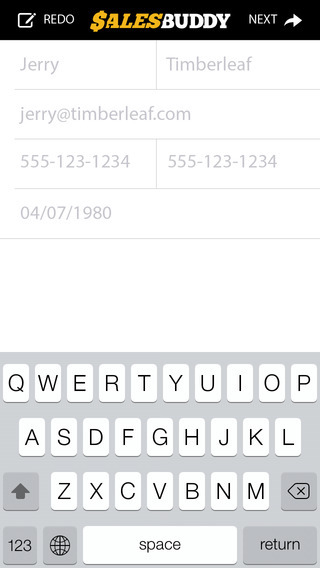 REDO $ALESBUDDY NEXT
Jerry Timberleaf
jerry@timberleaf.com
555-123-1234 555-123-1234
04/07/1980
Q W E R T Y U I O P
A S D F G H J K L
Z X C V B N M
123 space return